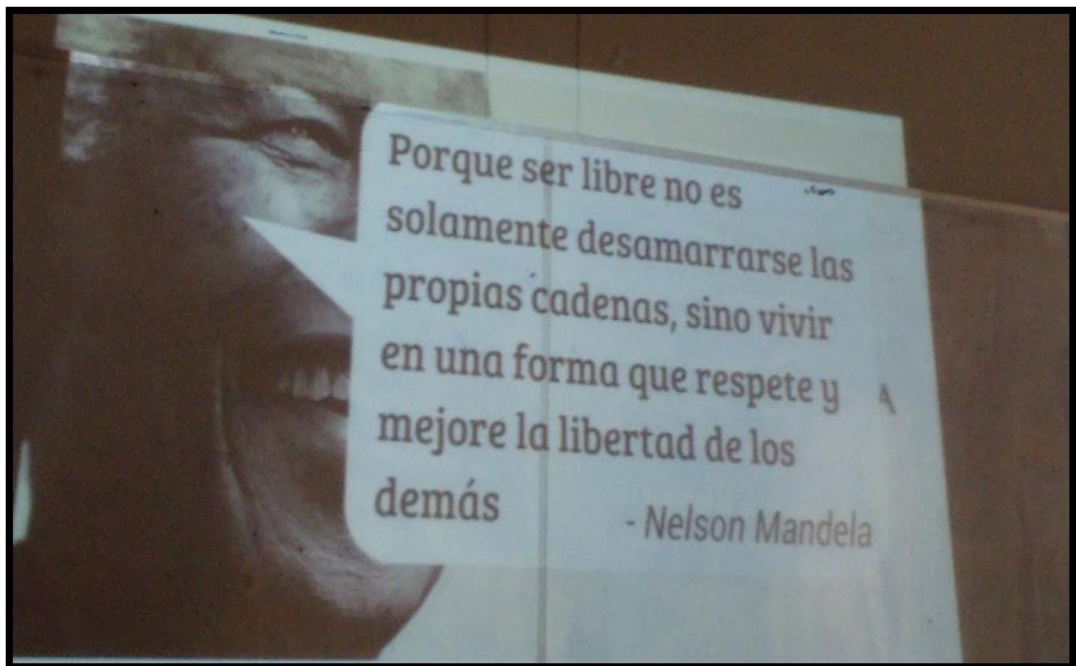 Porque ser libre no es
solamente desamarrarse las
propias cadenas, sino vivir
en una forma que respete y
mejore la libertad de los
demás
- Nelson Mandela